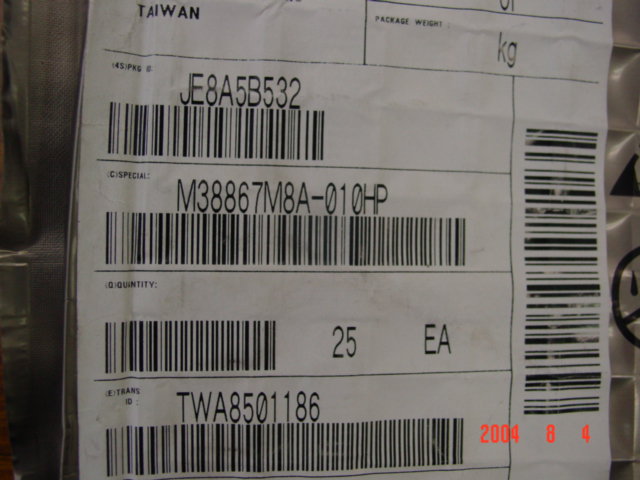 TAIWAN
PACKAGE WEIGHT :
kg
(4S)PKG ID:
JE8A5B532
(C)SPECIAL:
M38867M8A-010HP
(Q)QUANTITY:
25 EA
(E)TRANS
ID :
TWA8501186
2004 8 4